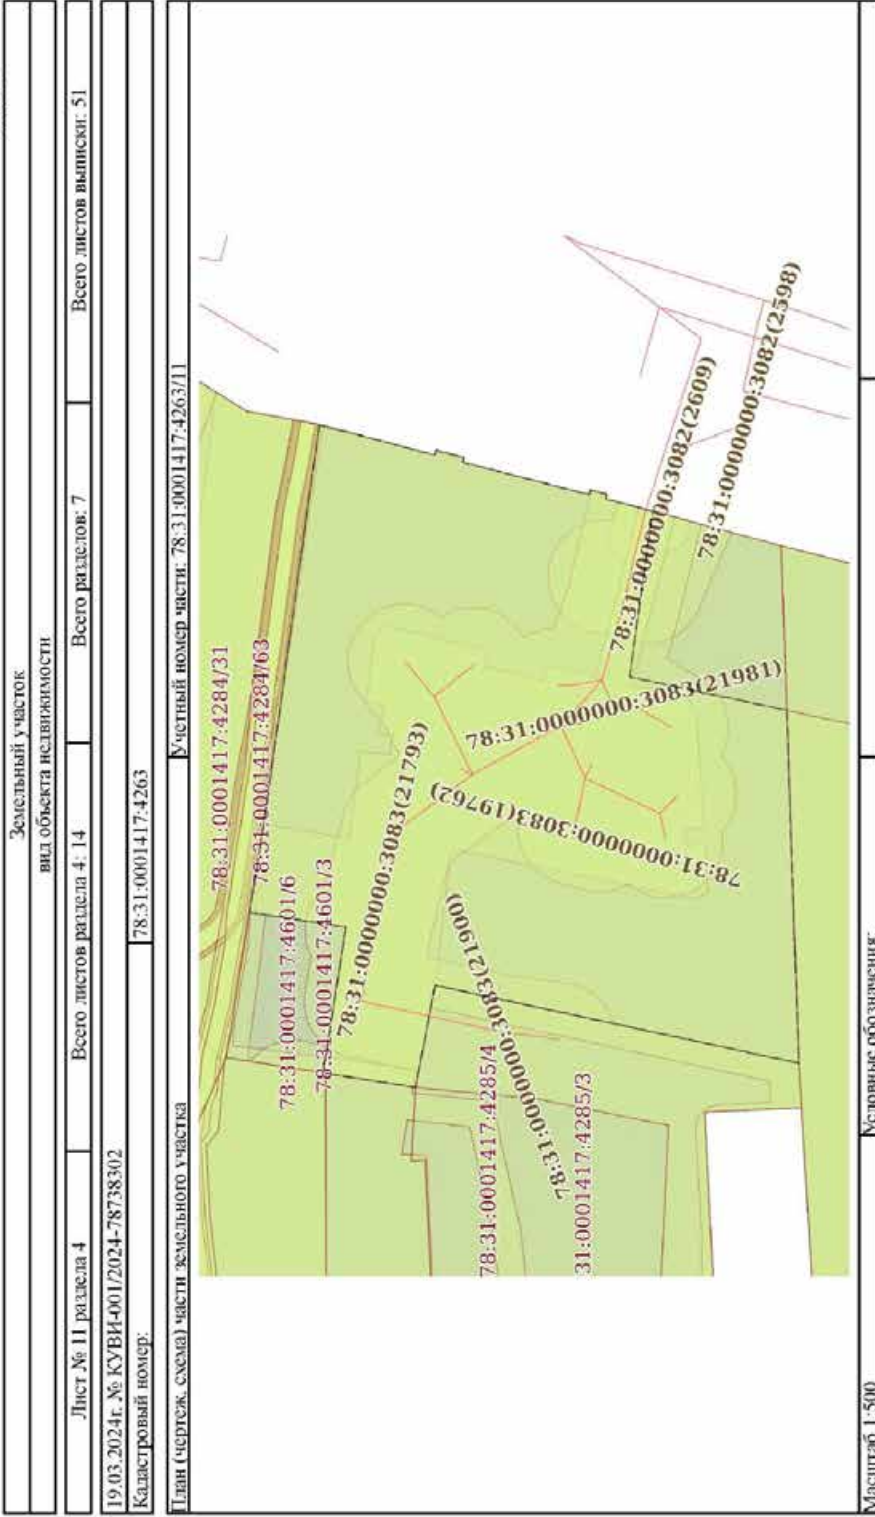 Земельный участок
вид объекта недвижимости
Лист № 11 раздела 4
Всего листов раздела 4: 14
Всего разделов: 7
Всего листов выписки: 51
19.03.2024г. № КУВИ-001/2024-78738302
Кадастровый номер:
78:31:0001417:4263
План (чертеж, схема) части земельного участка
Учетный номер части: 78:31:0001417:4263/11
78:31:0001417:4284/31
78:31:0001417:4284/63
78:31:0001417:4601/6
78:31:0001417:4601/3
78:31:0000000:3083(21793)
78:31:0000000:3083(19762)
78:31:0000000:3083(21981)
78:31:0000000:3083(21900)
78:31:0000000:3082(2609)
78:31:0000000:3082(2598)
78:31:0001417:4285/4
31:0001417:4285/3
Масштаб 1:500
Условные обозначения: